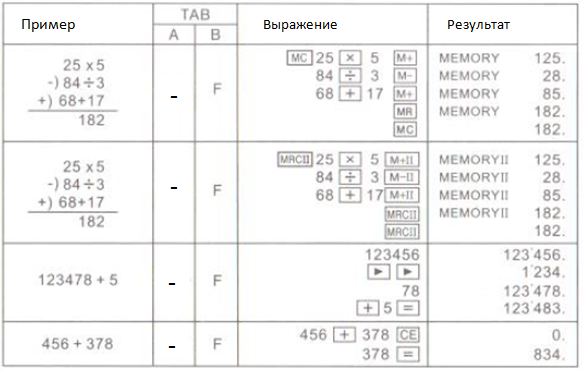 Пример TAB Выражение Результат
A B
25 x 5 - F MC 25 × 5 M+ MEMORY 125.
-) 84÷3 84 ÷ 3 M- MEMORY 28.
+) 68+17 68 + 17 M+ MEMORY 85.
182 MR MEMORY 182.
MC 182.
25 x 5 - F MRCII 25 × 5 M+II MEMORYII 125.
-) 84÷3 84 ÷ 3 M-II MEMORYII 28.
+) 68+17 68 + 17 M+II MEMORYII 85.
182 MRCII MEMORYII 182.
MRCII 182.
123478 + 5 - F 123456 123'456.
▶ ▶ 1'234.
78 123'478.
+ 5 = 123'483.
456 + 378 - F 456 + 378 CE 0.
378 = 834.